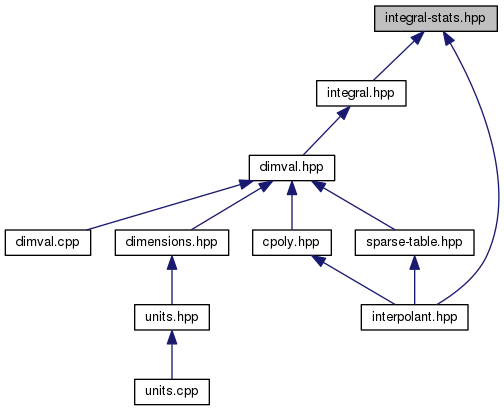 integral-stats.hpp
integral.hpp
dimval.hpp
dimval.cpp
dimensions.hpp
cpoly.hpp
sparse-table.hpp
units.hpp
interpolant.hpp
units.cpp